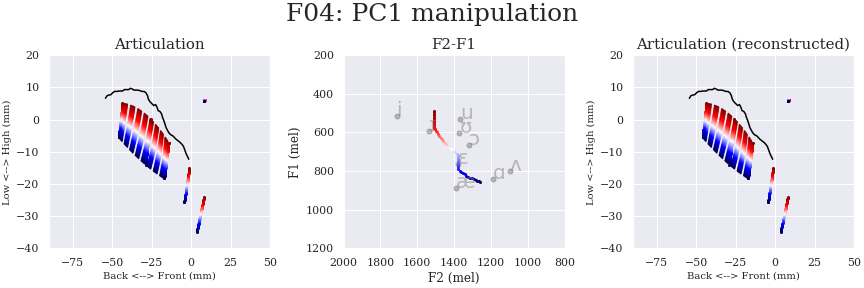 F04: PC1 manipulation
Articulation
F2-F1
Articulation (reconstructed)
20
10
0
−10
−20
−30
−40
Low <--> High (mm)
−75
−50
−25
0
25
50
Back <--> Front (mm)
200
400
600
800
1000
1200
F1 (mel)
i
u
ʊ
ɔ
ɛ
ʌ
ɑ
æ
2000
1800
1600
1400
1200
1000
800
F2 (mel)
20
10
0
−10
−20
−30
−40
Low <--> High (mm)
−75
−50
−25
0
25
50
Back <--> Front (mm)